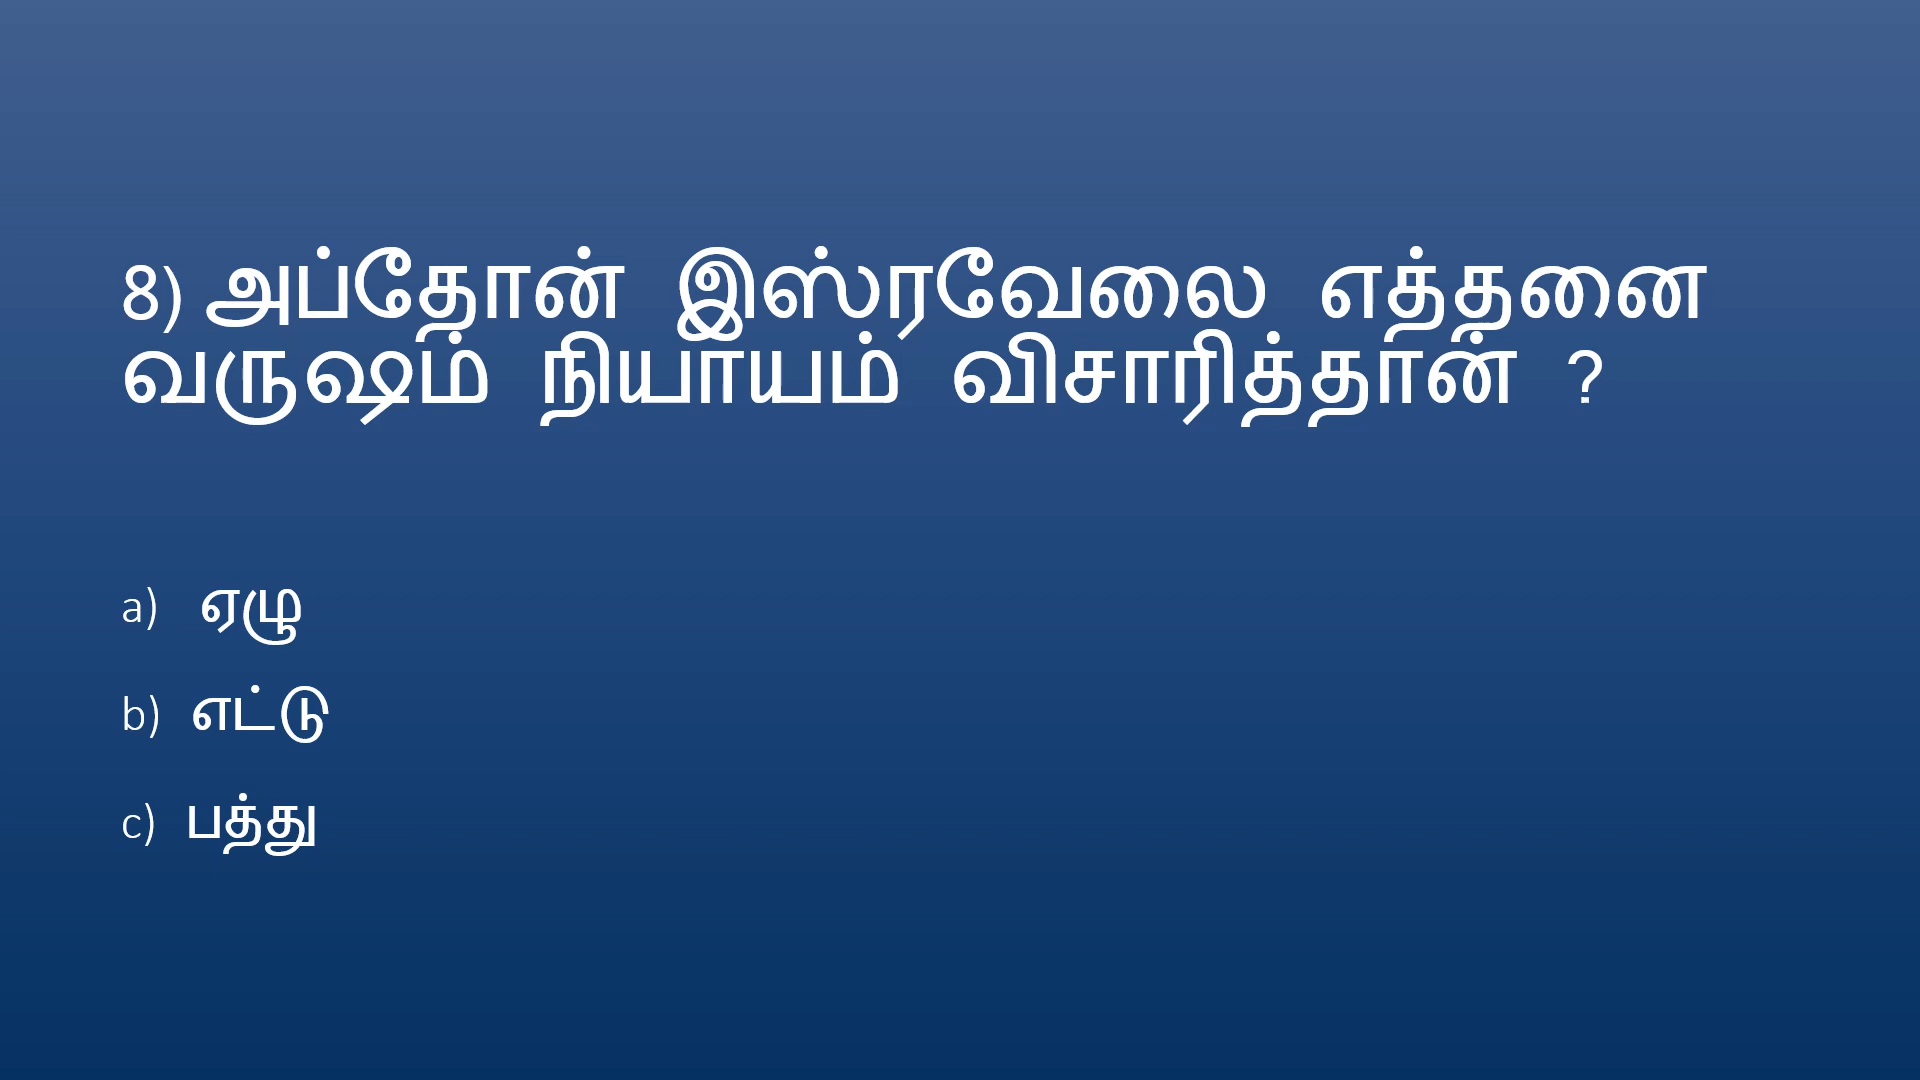 8) அப்தோன் இஸ்ரவேலை எத்தனை
வருஷம் நியாயம் விசாரித்தான் ?
a) ஏழு
b) எட்டு
c) பத்து